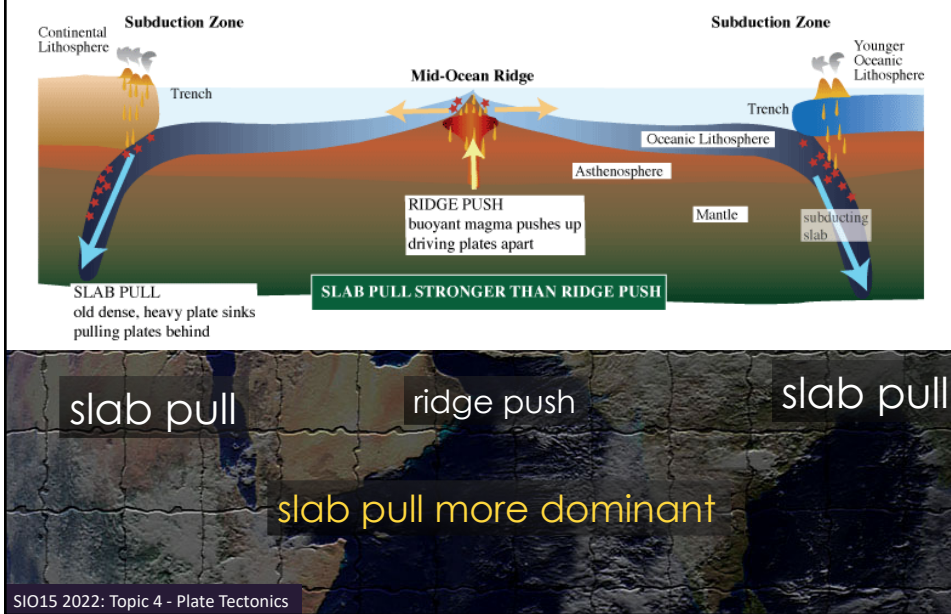 Subduction Zone
Subduction Zone
Continental
Lithosphere
Younger
Oceanic
Lithosphere
Mid-Ocean Ridge
Trench
Trench
Oceanic Lithosphere
Asthenosphere
RIDGE PUSH
buoyant magma pushes up
driving plates apart
Mantle
subducting
slab
SLAB PULL
old dense, heavy plate sinks
pulling plates behind
SLAB PULL STRONGER THAN RIDGE PUSH
slab pull
ridge push
slab pull
slab pull more dominant
SIO15 2022: Topic 4 - Plate Tectonics